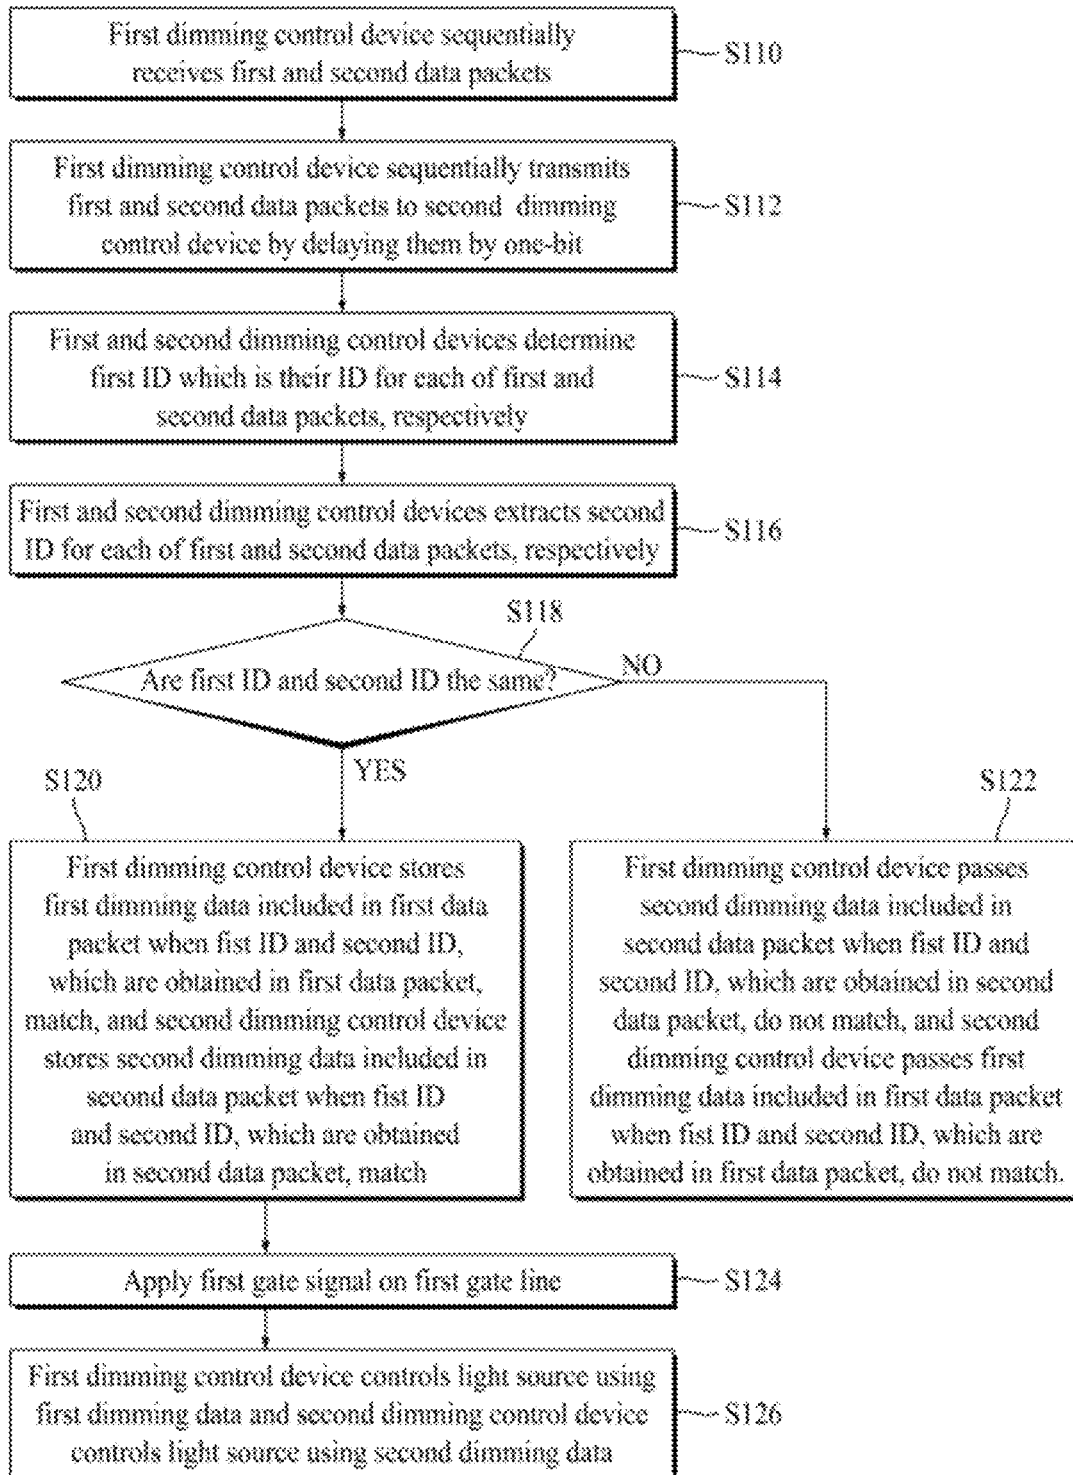 First dimming control device sequentially
receives first and second data packets
S110
First dimming control device sequentially transmits
first and second data packets to second dimming
control device by delaying them by one-bit
S112
First and second dimming control devices determine
first ID which is their ID for each of first and
second data packets, respectively
S114
First and second dimming control devices extracts second
ID for each of first and second data packets, respectively
S116
S118
Are first ID and second ID the same?
NO
YES
S120
First dimming control device stores
first dimming data included in first data
packet when fist ID and second ID,
which are obtained in first data packet,
match, and second dimming control device
stores second dimming data included in
second data packet when fist ID
and second ID, which are obtained
in second data packet, match
S122
First dimming control device passes
second dimming data included in
second data packet when fist ID and
second ID, which are obtained in second
data packet, do not match, and second
dimming control device passes first
dimming data included in first data packet
when fist ID and second ID, which are
obtained in first data packet, do not match.
Apply first gate signal on first gate line
S124
First dimming control device controls light source using
first dimming data and second dimming control device
controls light source using second dimming data
S126